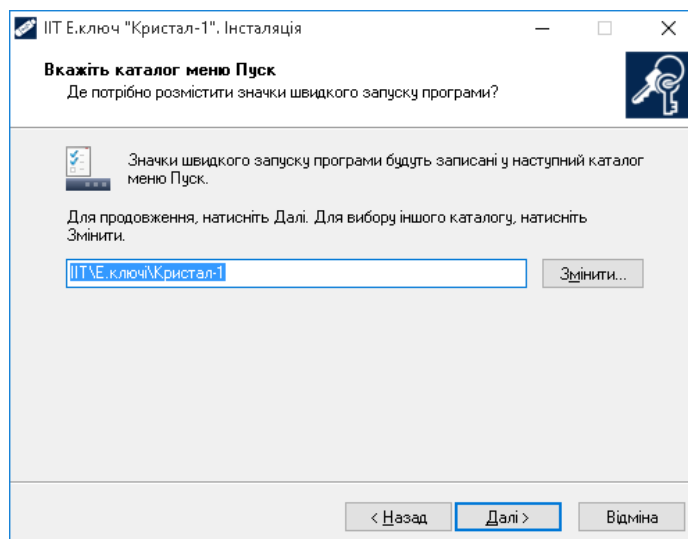 ІІТ Е.ключ "Кристал-1". Інсталяція
Вкажіть каталог меню Пуск
Де потрібно розмістити значки швидкого запуску програми?
Значки швидкого запуску програми будуть записані у наступний каталог
меню Пуск.
Для продовження, натисніть Далі. Для вибору іншого каталогу, натисніть
Змінити.
ІІТ\Е.ключі\Кристал-1
Змінити...
< Назад
Далі >
Відміна